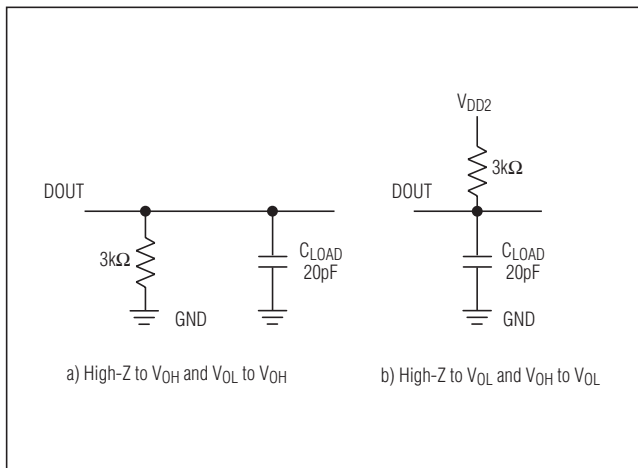 DOUT
3kΩ
GND
CLOAD
20pF
a) High-Z to VOH and VOL to VOH
VDD2
3kΩ
DOUT
CLOAD
20pF
GND
b) High-Z to VOL and VOH to VOL